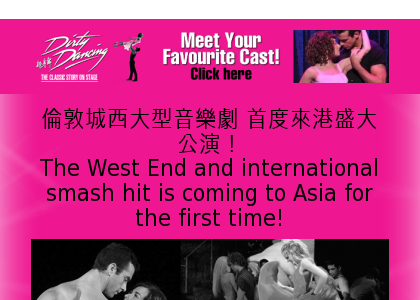 Dirty Dancing
THE CLASSIC STORY ON STAGE
Meet Your
Favourite Cast!
Click here
倫敦城西大型音樂劇 首度來港盛大
公演！
The West End and international
smash hit is coming to Asia for
the first time!